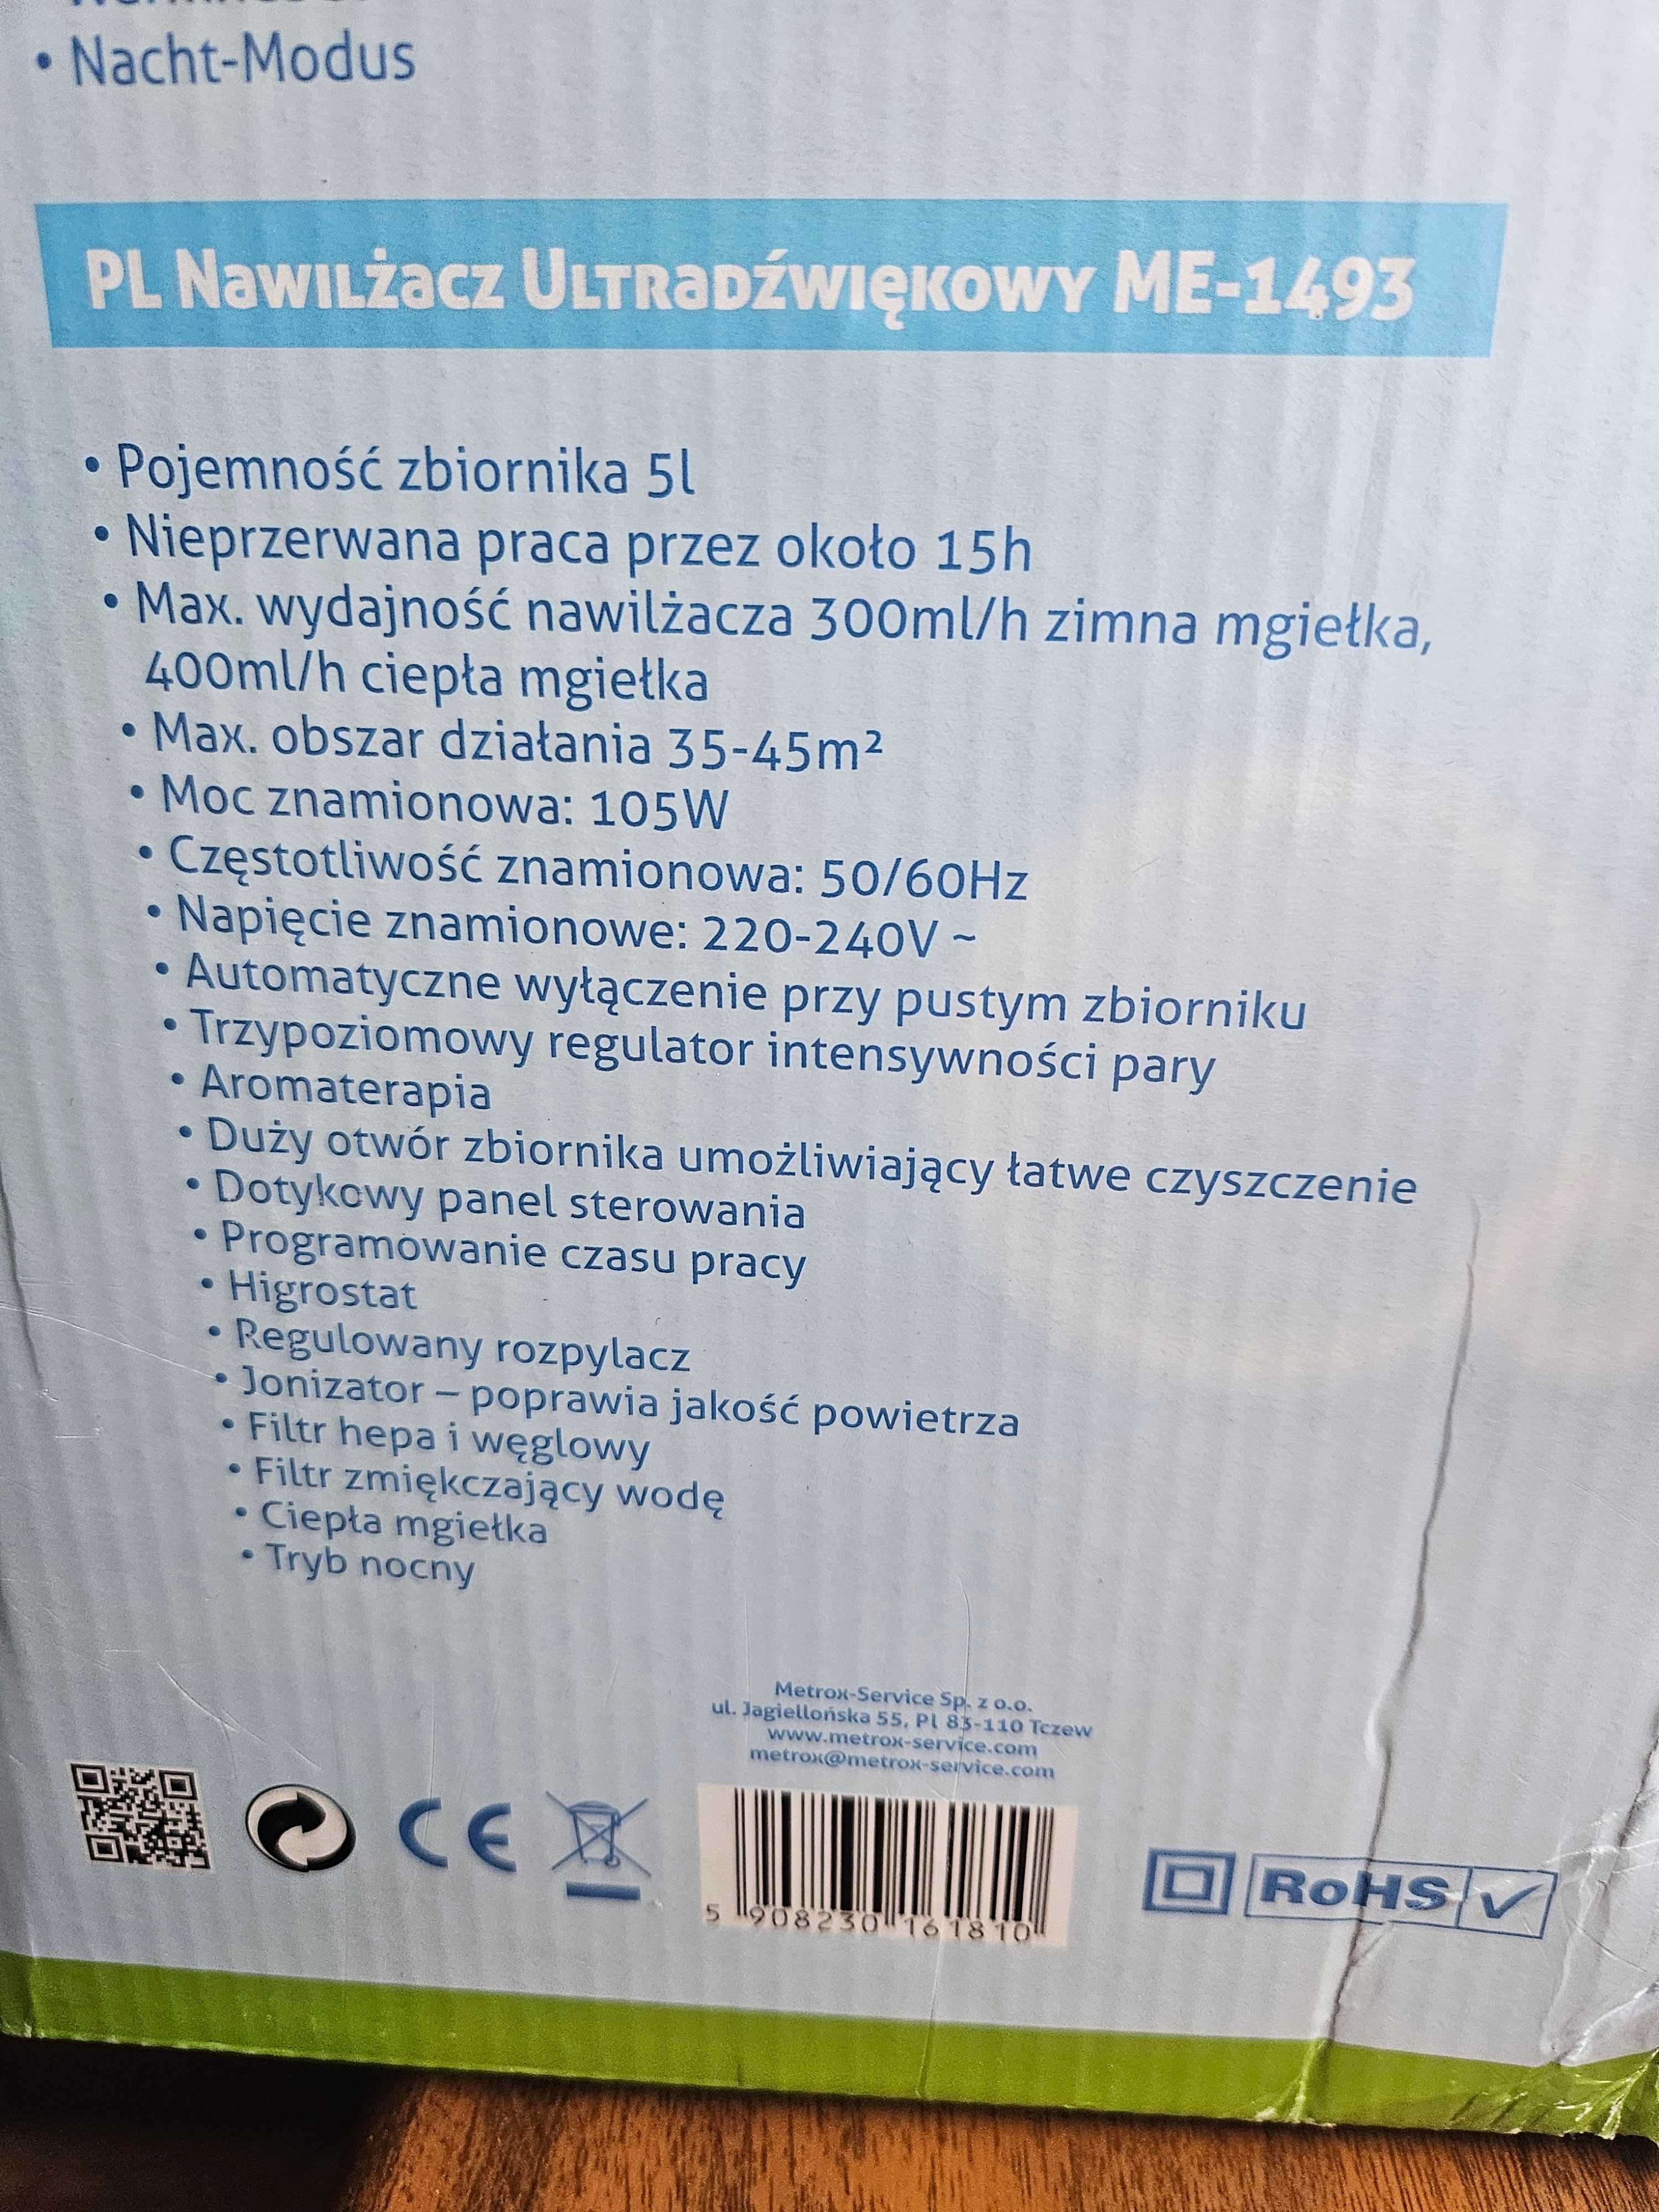 • Nacht-Modus
PL Nawilżacz Ultradźwiękowy ME-1493
• Pojemność zbiornika 5l
• Nieprzerwana praca przez około 15h
• Max. wydajność nawilżacza 300ml/h zimna mgiełka,
400ml/h ciepła mgiełka
• Max. obszar działania 35-45m²
• Moc znamionowa: 105W
• Częstotliwość znamionowa: 50/60Hz
• Napięcie znamionowe: 220-240V ~
• Automatyczne wyłączenie przy pustym zbiorniku
• Trzypoziomowy regulator intensywności pary
• Aromaterapia
• Duży otwór zbiornika umożliwiający łatwe czyszczenie
• Dotykowy panel sterowania
• Programowanie czasu pracy
• Higrostat
• Regulowany rozpylacz
• Jonizator – poprawia jakość powietrza
• Filtr hepa i węglowy
• Filtr zmiękczający wodę
• Ciepła mgiełka
• Tryb nocny
Metrox-Service Sp. z o.o.
ul. Jagiellońska 55, Pl 83-110 Tczew
www.metrox-service.com
metrox@metrox-service.com
CE
5 908230 161810
RoHS